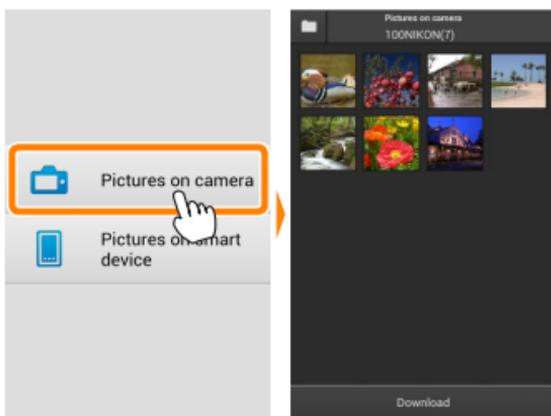 Pictures on camera
Pictures on smart
device
Pictures on camera
100NIKON(7)
Download